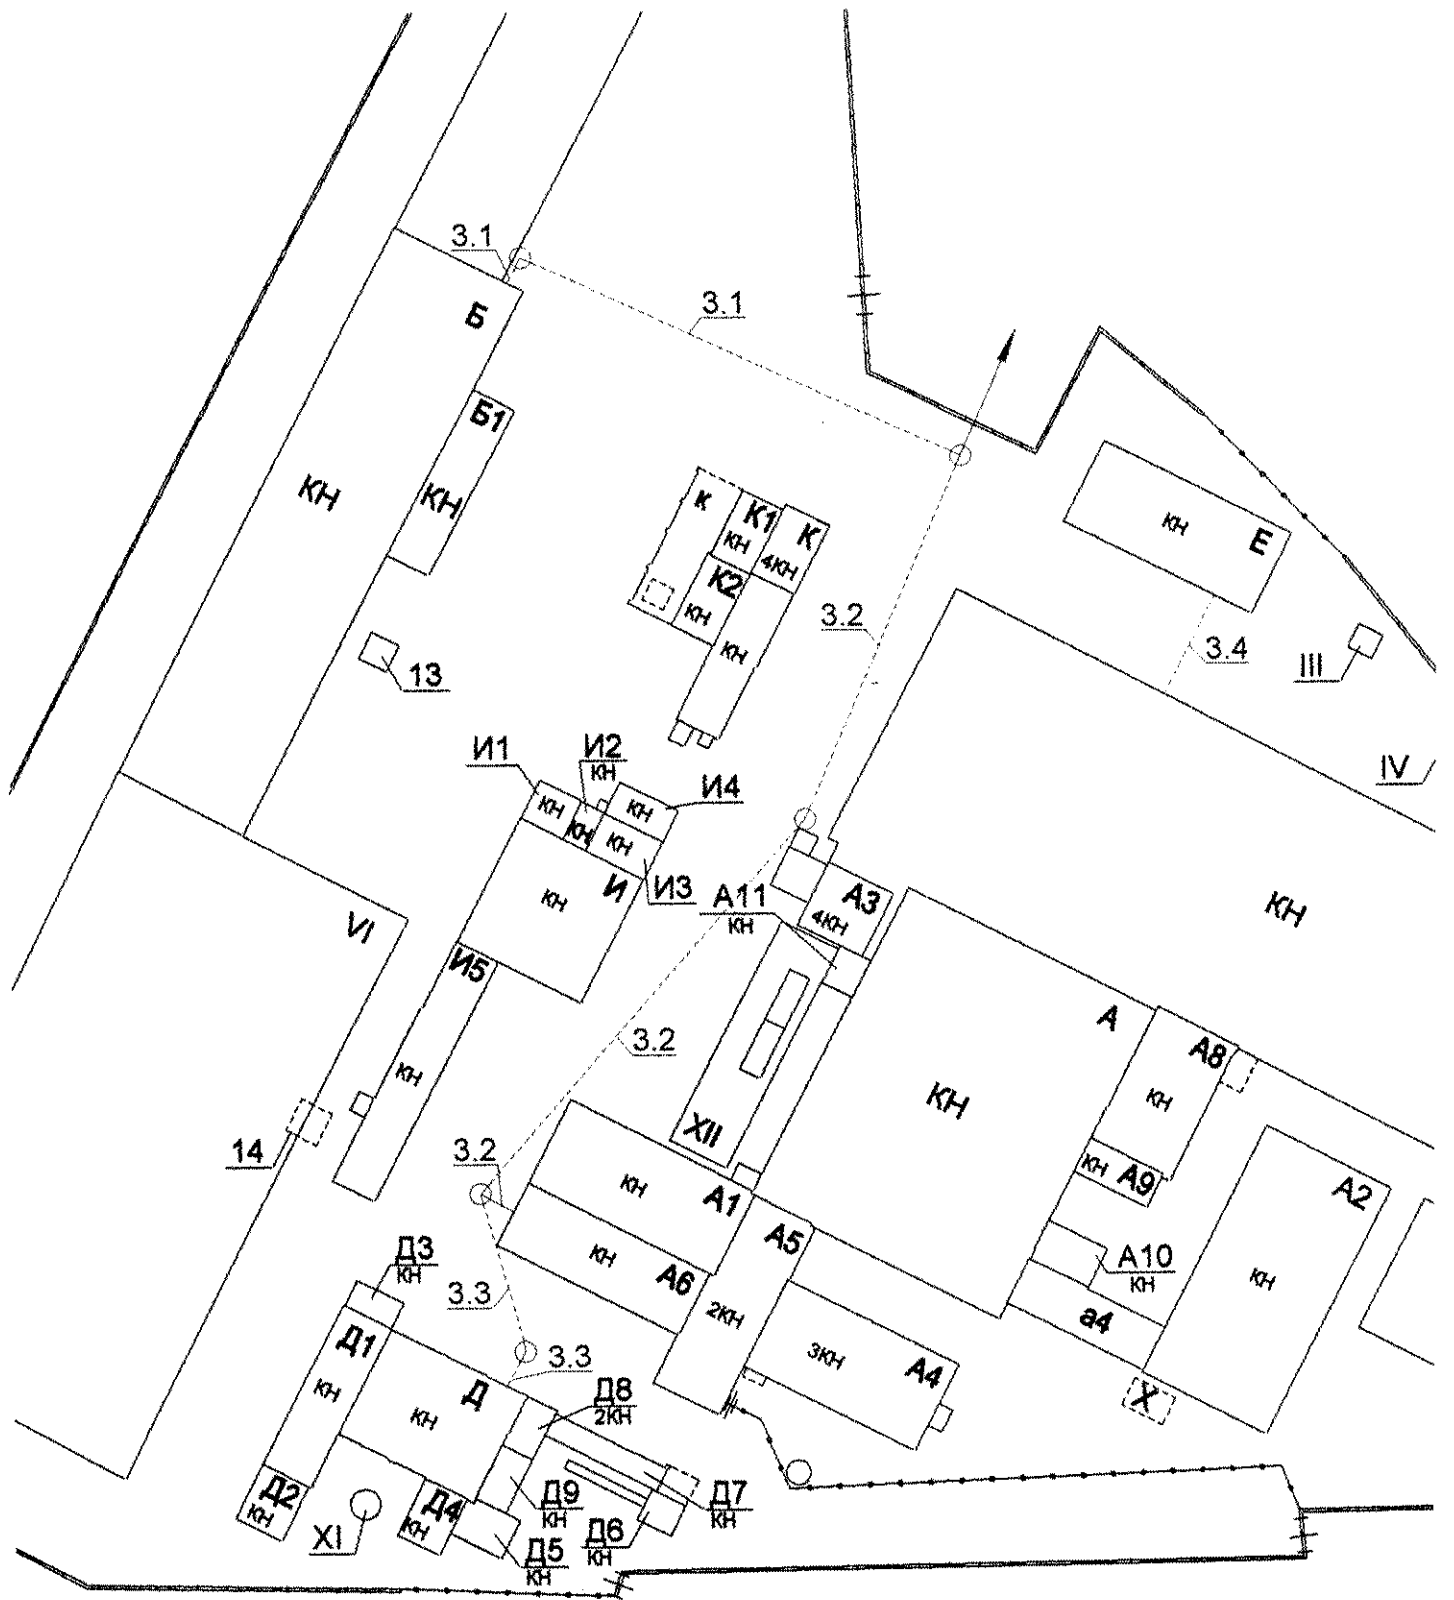 3.1
3.1
Б
Б1
КН
КН
к
К1
КН
К
4КН
К2
КН
КН
КН
Е
3.2
3.4
III
13
IV
И1
И2
КН
И4
КН
КН
КН
КН
И3
И
КН
А11
КН
А3
4КН
КН
VI
И5
КН
А
А8
КН
3.2
КН
XII
14
3.2
КН
А9
А2
КН
А1
А5
А10
КН
Д3
КН
КН
А6
КН
3.3
2КН
а4
Д1
КН
3.3
3КН
А4
Д
КН
Д8
2КН
X
Д2
КН
XI
Д4
КН
Д9
КН
Д7
КН
Д5
КН
Д6
КН